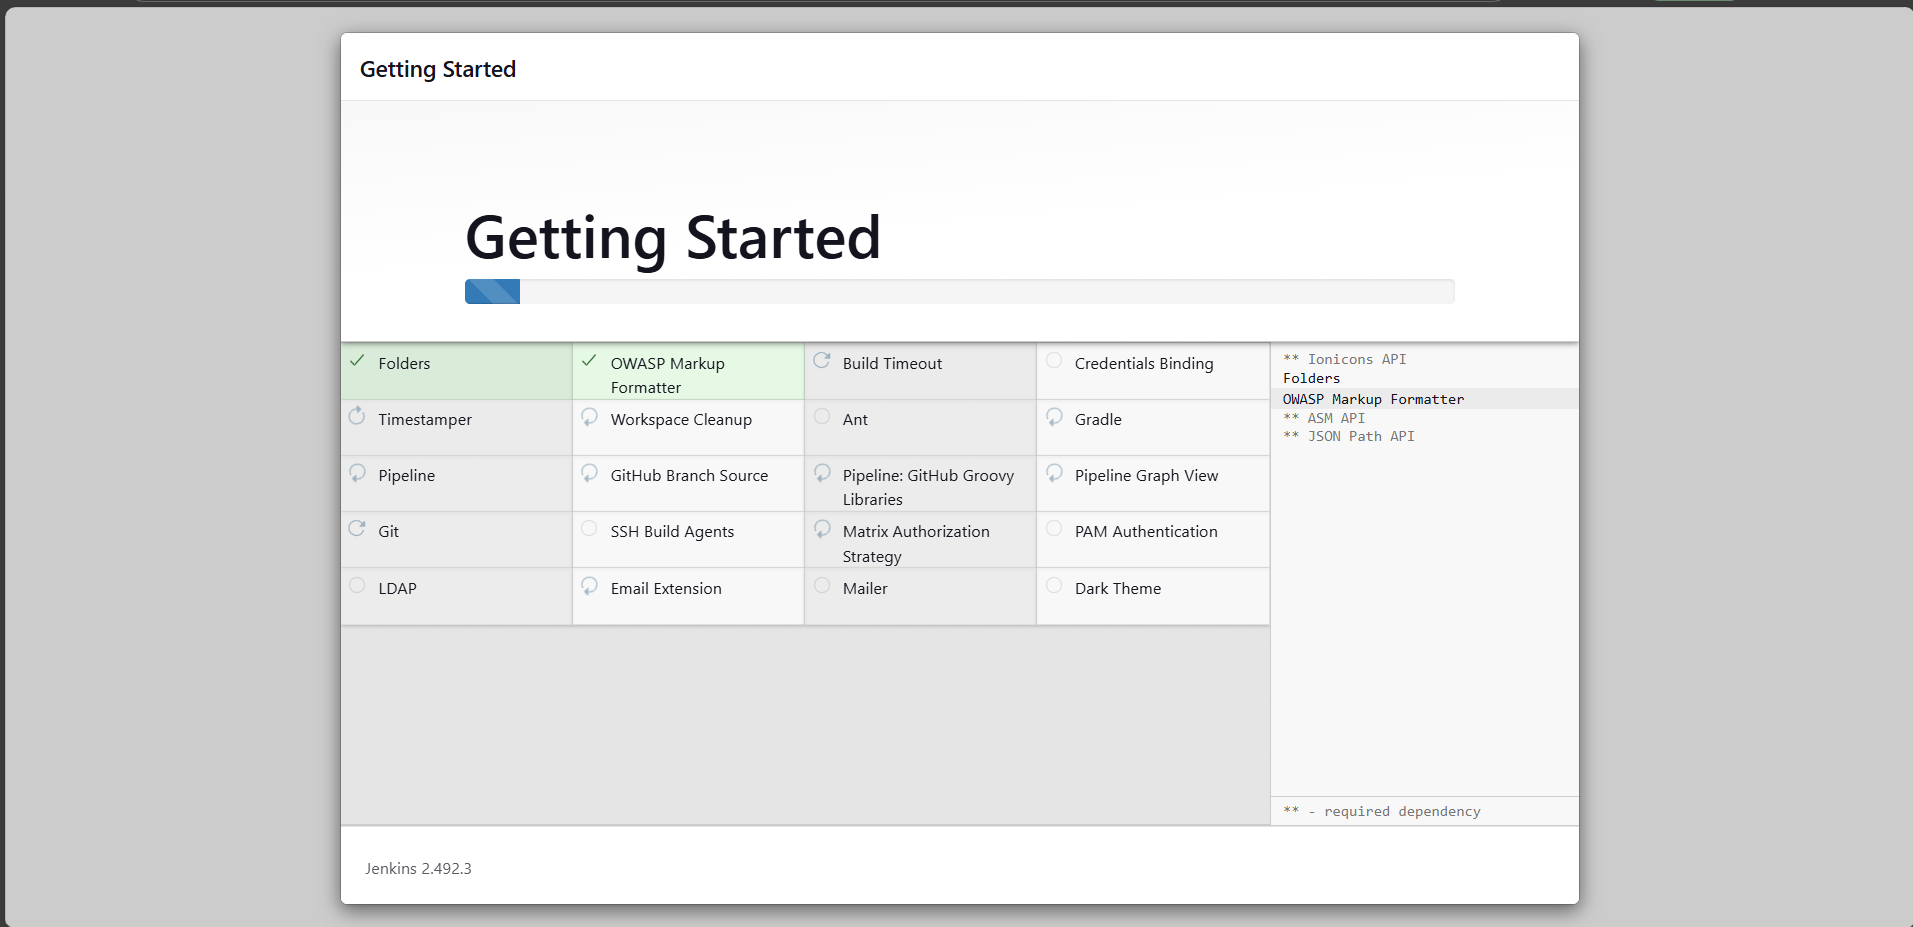 Getting Started
Getting Started
Folders
OWASP Markup
Formatter
Build Timeout
Credentials Binding
Timestamper
Workspace Cleanup
Ant
Gradle
Pipeline
GitHub Branch Source
Pipeline: GitHub Groovy
Libraries
Pipeline Graph View
Git
SSH Build Agents
Matrix Authorization
Strategy
PAM Authentication
LDAP
Email Extension
Mailer
Dark Theme
** Ionicons API
Folders
OWASP Markup Formatter
** ASM API
** JSON Path API
** - required dependency
Jenkins 2.492.3